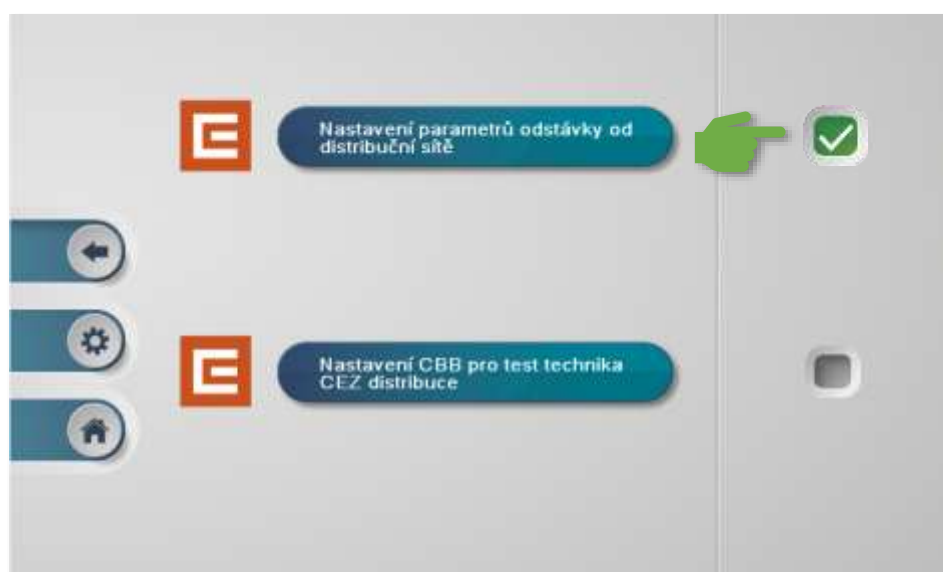 Nastavení parametrů odstávky od
distribuční sítě
Nastavení CBB pro test technika
CEZ distribuce